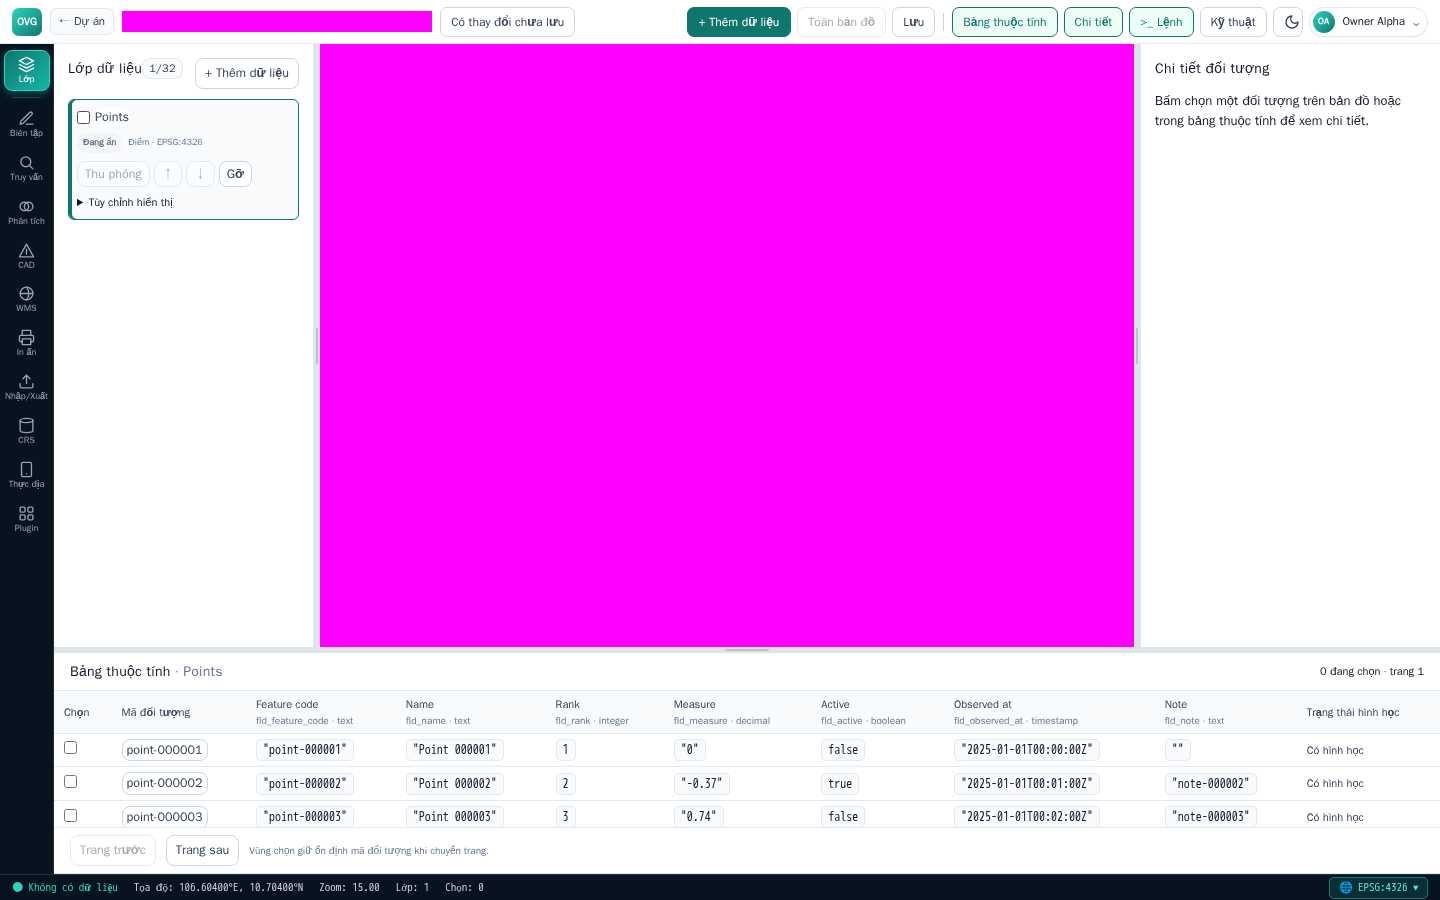 OVG
← Dự án
Có thay đổi chưa lưu
+ Thêm dữ liệu
Toàn bản đồ
Lưu
Bảng thuộc tính
Chi tiết
>_ Lệnh
Kỹ thuật
OA
Owner Alpha
Lớp
Biên tập
Truy vấn
Phân tích
CAD
WMS
In ấn
Nhập/Xuất
CRS
Thực địa
Plugin
Lớp dữ liệu 1/32
+ Thêm dữ liệu
Points
Đang ẩn Điểm · EPSG:4326
Thu phóng ↑ ↓ Gỡ
▶ Tùy chỉnh hiển thị
Chi tiết đối tượng
Bấm chọn một đối tượng trên bản đồ hoặc
trong bảng thuộc tính để xem chi tiết.
Bảng thuộc tính · Points
0 đang chọn · trang 1
Chọn Mã đối tượng Feature code Name Rank Measure Active Observed at Note Trạng thái hình học
fld_feature_code · text fld_name · text fld_rank · integer fld_measure · decimal fld_active · boolean fld_observed_at · timestamp fld_note · text
point-000001 "point-000001" "Point 000001" 1 "0" false "2025-01-01T00:00:00Z" "" Có hình học
point-000002 "point-000002" "Point 000002" 2 "-0.37" true "2025-01-01T00:01:00Z" "note-000002" Có hình học
point-000003 "point-000003" "Point 000003" 3 "0.74" false "2025-01-01T00:02:00Z" "note-000003" Có hình học
Trang trước Trang sau Vùng chọn giữ ổn định mã đối tượng khi chuyển trang.
Không có dữ liệu Tọa độ: 106.60400°E, 10.70400°N Zoom: 15.00 Lớp: 1 Chọn: 0
EPSG:4326 ▾